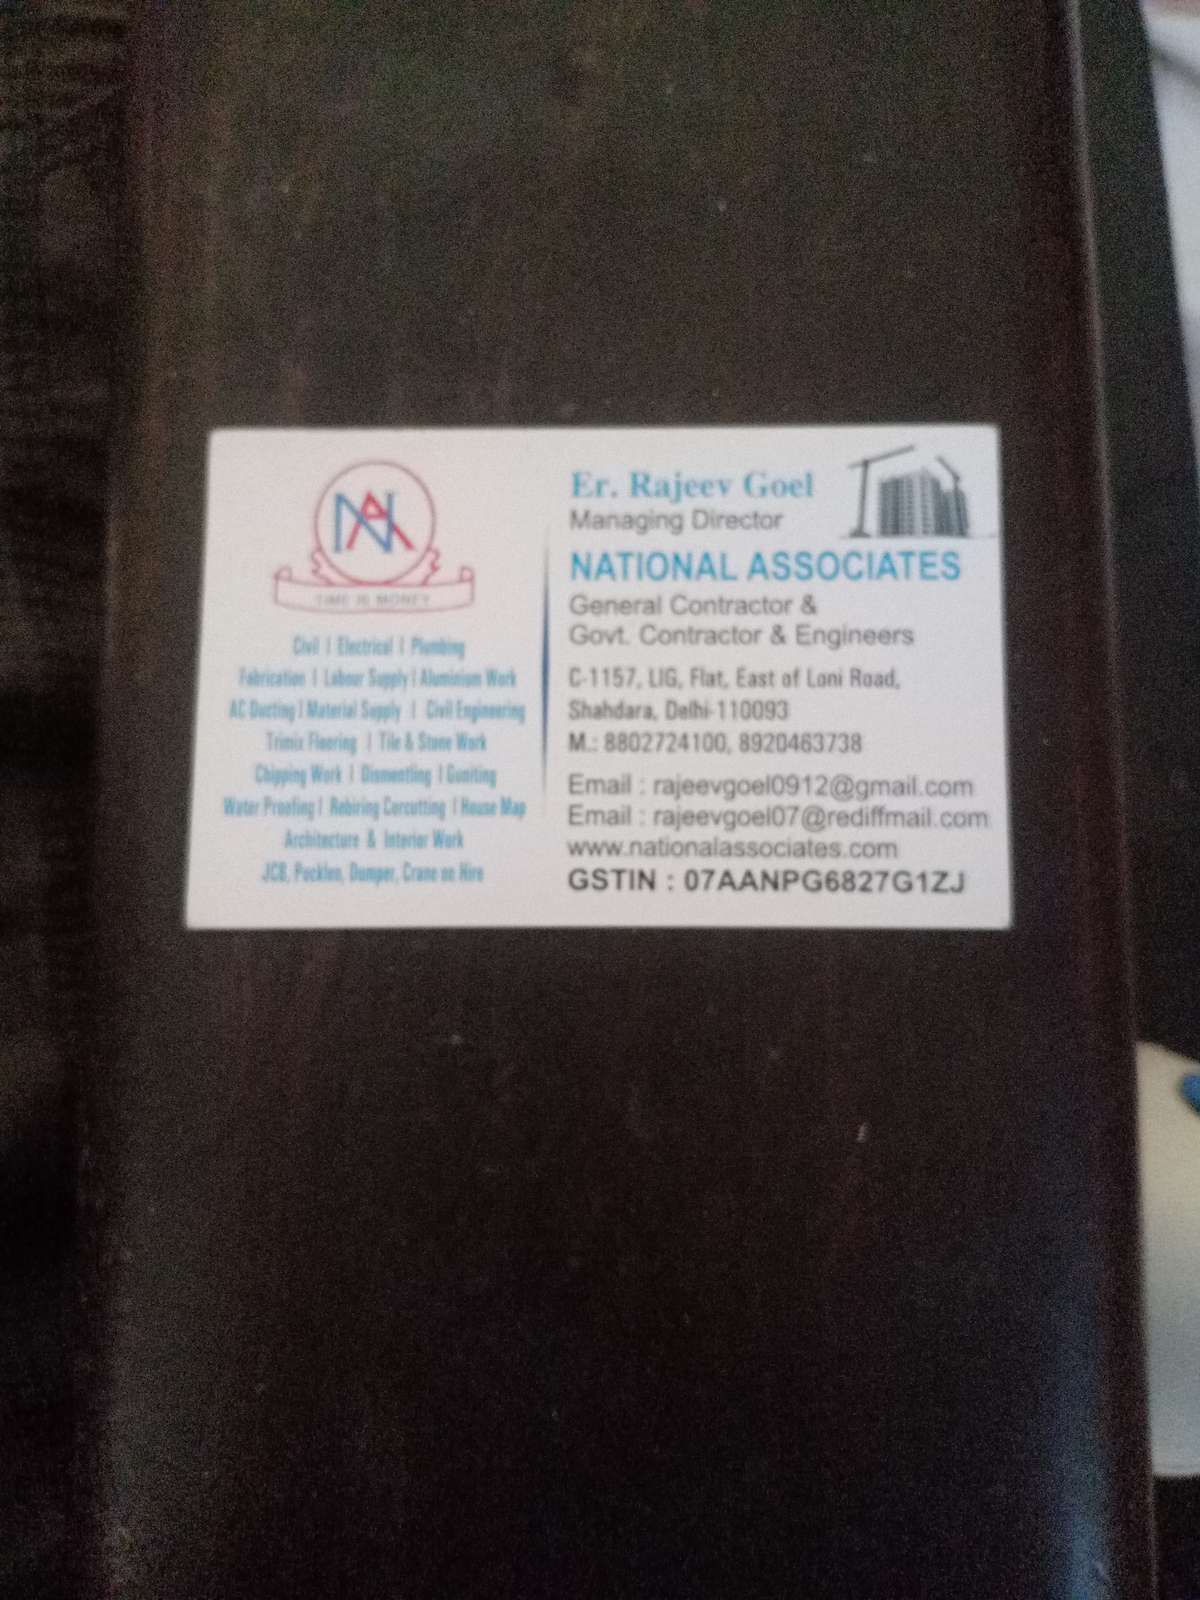 NA
TIME IS MONEY
Civil | Electrical | Plumbing
Fabrication | Labour Supply | Aluminium Work
AC Ducting | Material Supply | Civil Engineering
Trimix Flooring | Tile & Stone Work
Chipping Work | Dismenting | Guniting
Water Proofing | Rebiring Corcutting | House Map
Architecture & Interior Work
JCB, Pocklen, Dumper, Crane on Hire
Er. Rajeev Goel
Managing Director
NATIONAL ASSOCIATES
General Contractor &
Govt. Contractor & Engineers
C-1157, LIG, Flat, East of Loni Road,
Shahdara, Delhi-110093
M.: 8802724100, 8920463738
Email : rajeevgoel0912@gmail.com
Email : rajeevgoel07@rediffmail.com
www.nationalassociates.com
GSTIN : 07AANPG6827G1ZJ